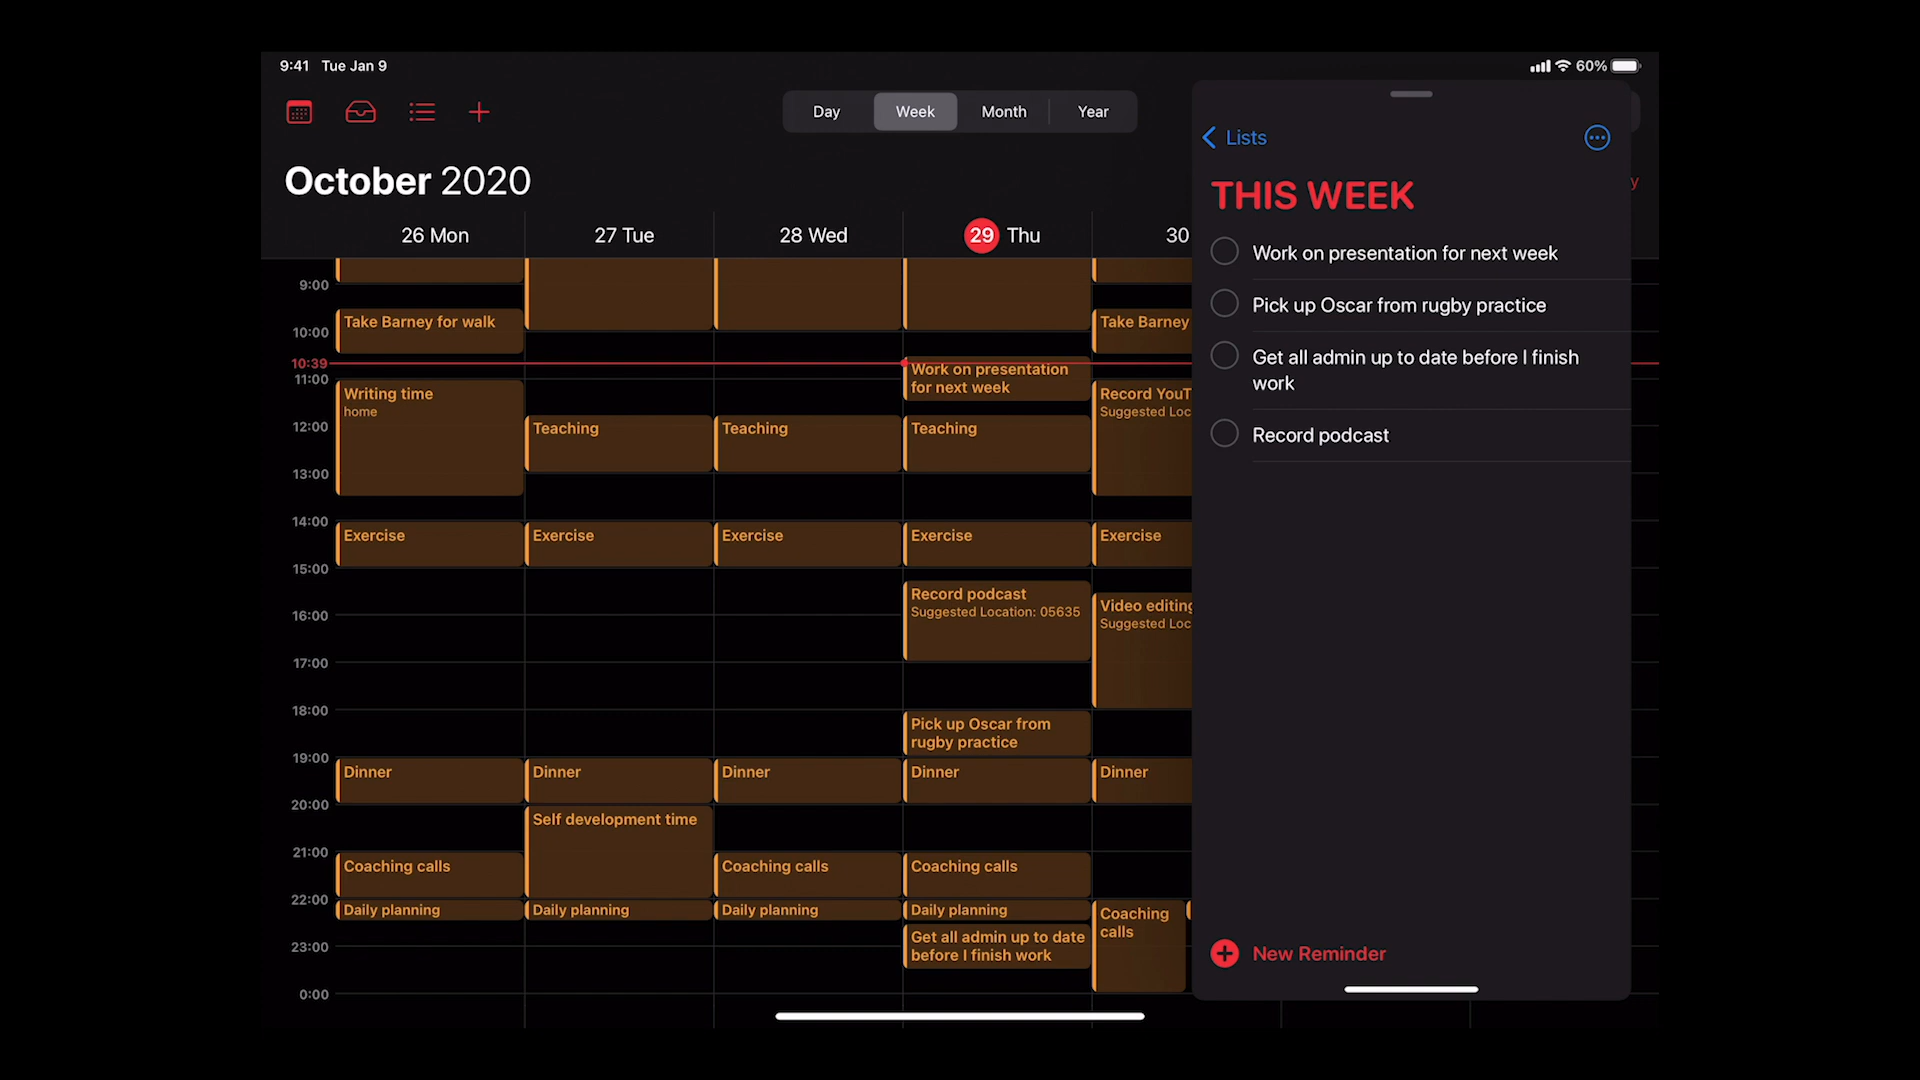 9:41 Tue Jan 9
60%
Day Week Month Year
October 2020
26 Mon
27 Tue
28 Wed
29 Thu
30
9:00
10:00
10:39
11:00
12:00
13:00
14:00
15:00
16:00
17:00
18:00
19:00
20:00
21:00
22:00
23:00
0:00
Take Barney for walk
Writing time
home
Exercise
Dinner
Coaching calls
Daily planning
Teaching
Exercise
Dinner
Self development time
Daily planning
Teaching
Exercise
Dinner
Coaching calls
Daily planning
Work on presentation
for next week
Teaching
Exercise
Record podcast
Suggested Location: 05635
Pick up Oscar from
rugby practice
Dinner
Coaching calls
Daily planning
Get all admin up to date
before I finish work
Take Barney
Record YouT
Suggested Loc
Exercise
Video editing
Suggested Loc
Dinner
Coaching
calls
Lists
y
THIS WEEK
Work on presentation for next week
Pick up Oscar from rugby practice
Get all admin up to date before I finish
work
Record podcast
New Reminder